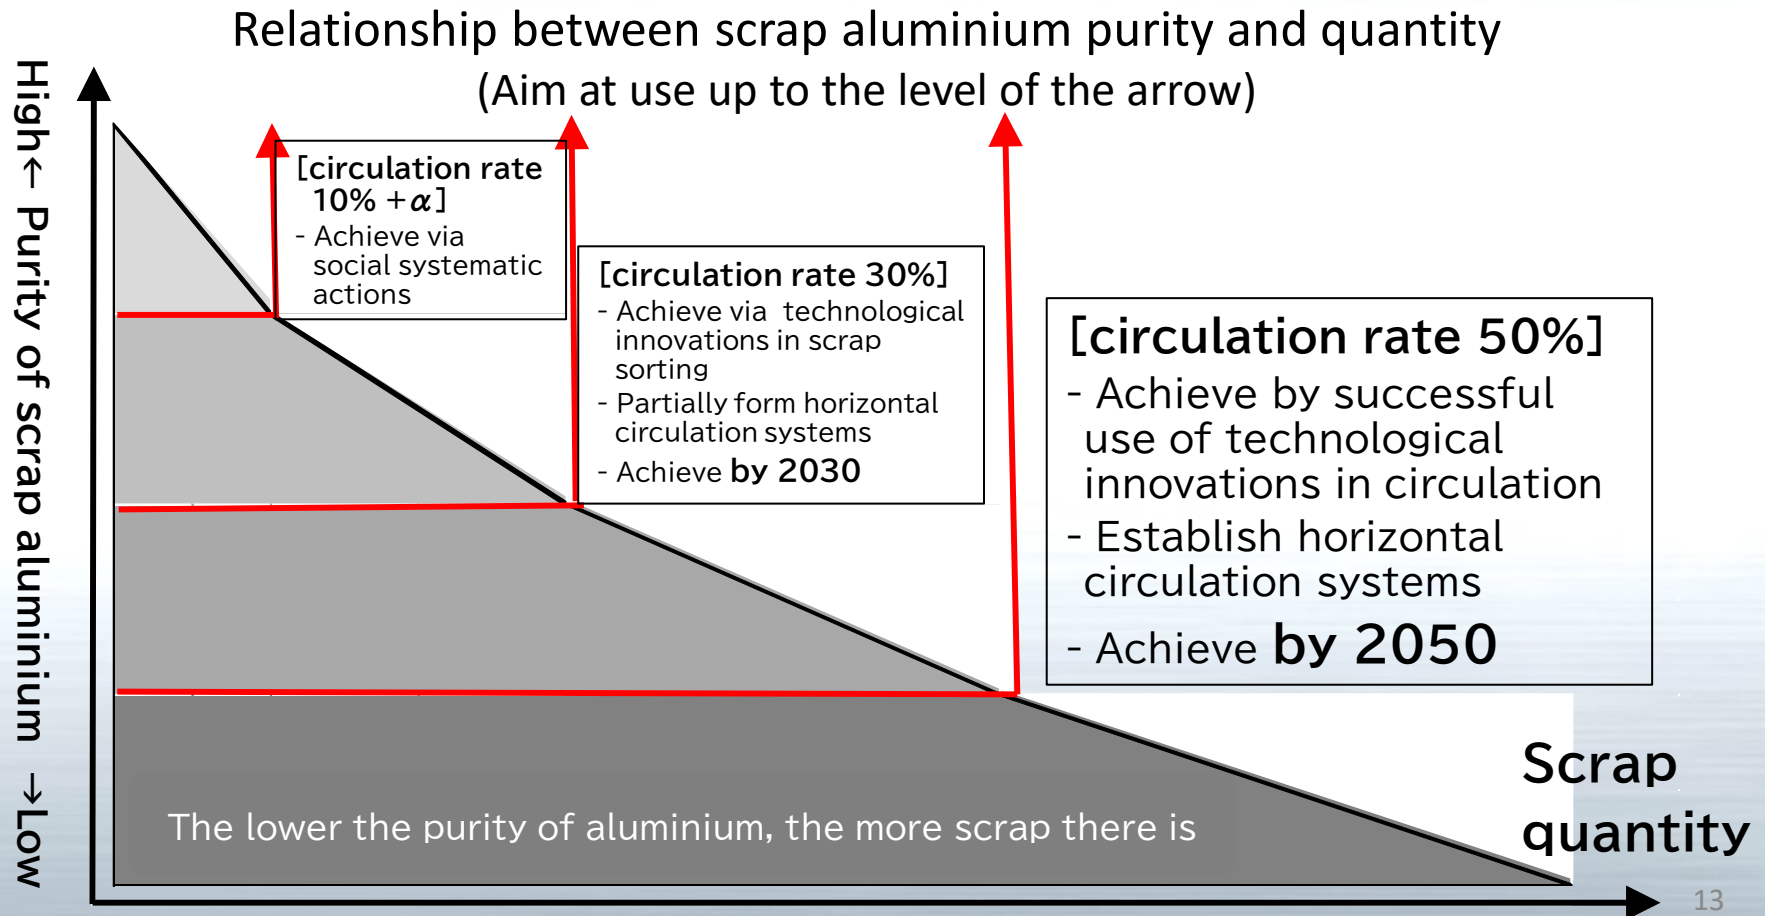 Relationship between scrap aluminium purity and quantity
(Aim at use up to the level of the arrow)
High← Purity of scrap aluminium →Low
[circulation rate
10% +α]
- Achieve via
social systematic
actions
[circulation rate 30%]
- Achieve via technological
innovations in scrap
sorting
- Partially form horizontal
circulation systems
- Achieve by 2030
[circulation rate 50%]
- Achieve by successful
use of technological
innovations in circulation
- Establish horizontal
circulation systems
- Achieve by 2050
The lower the purity of aluminium, the more scrap there is
Scrap
quantity
13